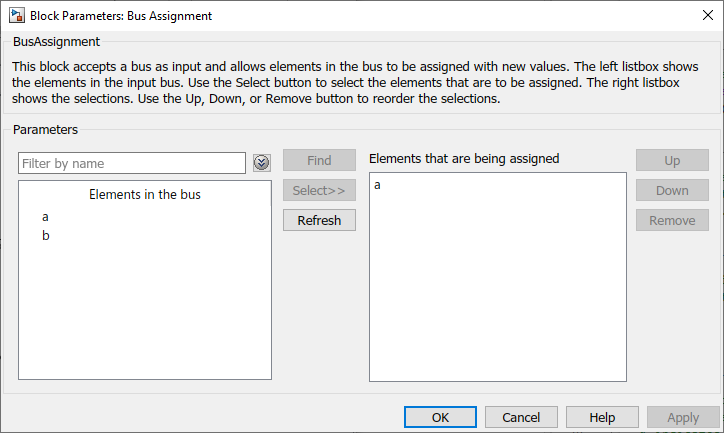 Block Parameters: Bus Assignment
BusAssignment
This block accepts a bus as input and allows elements in the bus to be assigned with new values. The left listbox shows
the elements in the input bus. Use the Select button to select the elements that are to be assigned. The right listbox
shows the selections. Use the Up, Down, or Remove button to reorder the selections.
Parameters
Filter by name
Find
Elements that are being assigned
Up
Elements in the bus
Select>>
a
Down
a
Refresh
Remove
b
OK
Cancel
Help
Apply